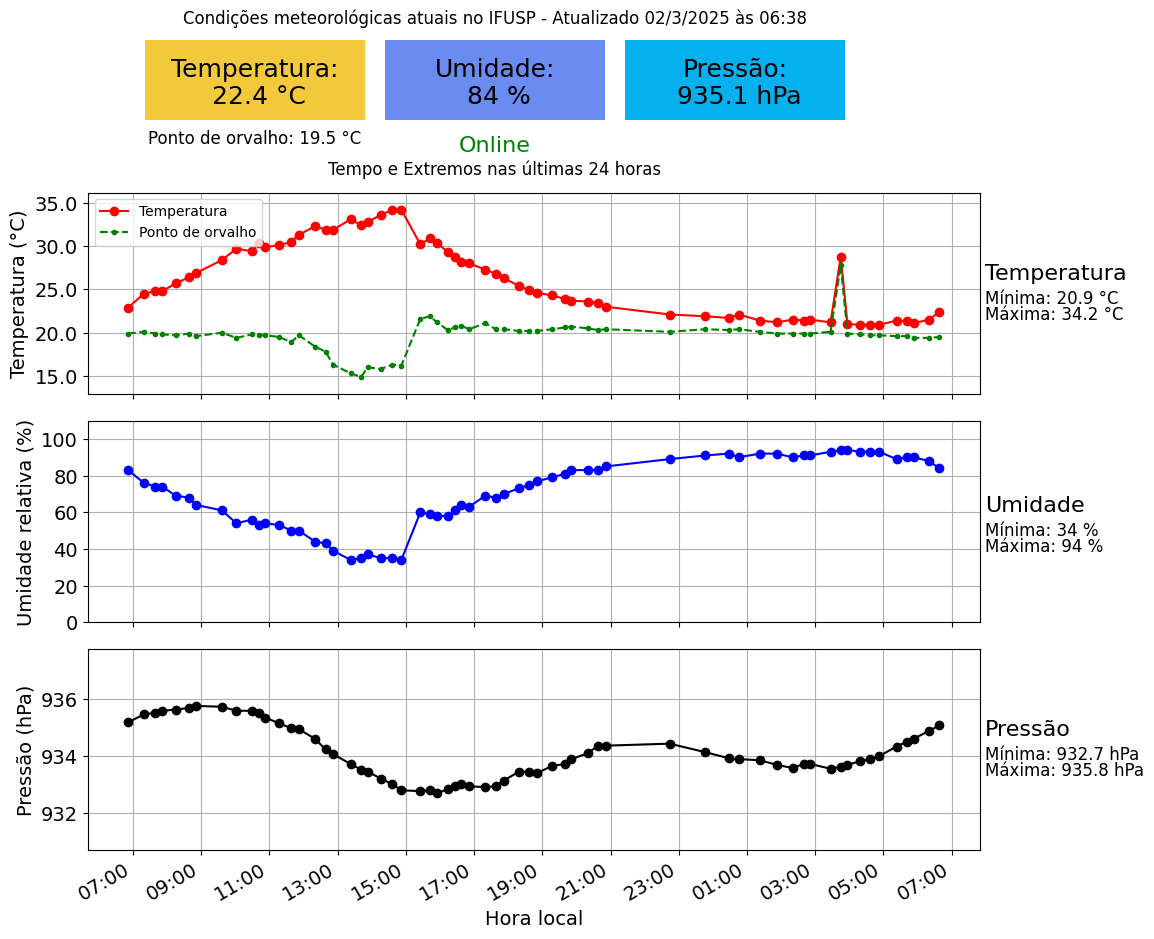 Condições meteorológicas atuais no IFUSP - Atualizado 02/3/2025 às 06:38
Temperatura:
22.4 °C
Umidade:
84 %
Pressão:
935.1 hPa
Ponto de orvalho: 19.5 °C
Online
Tempo e Extremos nas últimas 24 horas
Temperatura (°C)
35.0
30.0
25.0
20.0
15.0
Temperatura
Ponto de orvalho
Temperatura
Mínima: 20.9 °C
Máxima: 34.2 °C
Umidade relativa (%)
100
80
60
40
20
0
Umidade
Mínima: 34 %
Máxima: 94 %
Pressão (hPa)
936
934
932
Pressão
Mínima: 932.7 hPa
Máxima: 935.8 hPa
07:00 09:00 11:00 13:00 15:00 17:00 19:00 21:00 23:00 01:00 03:00 05:00 07:00
Hora local